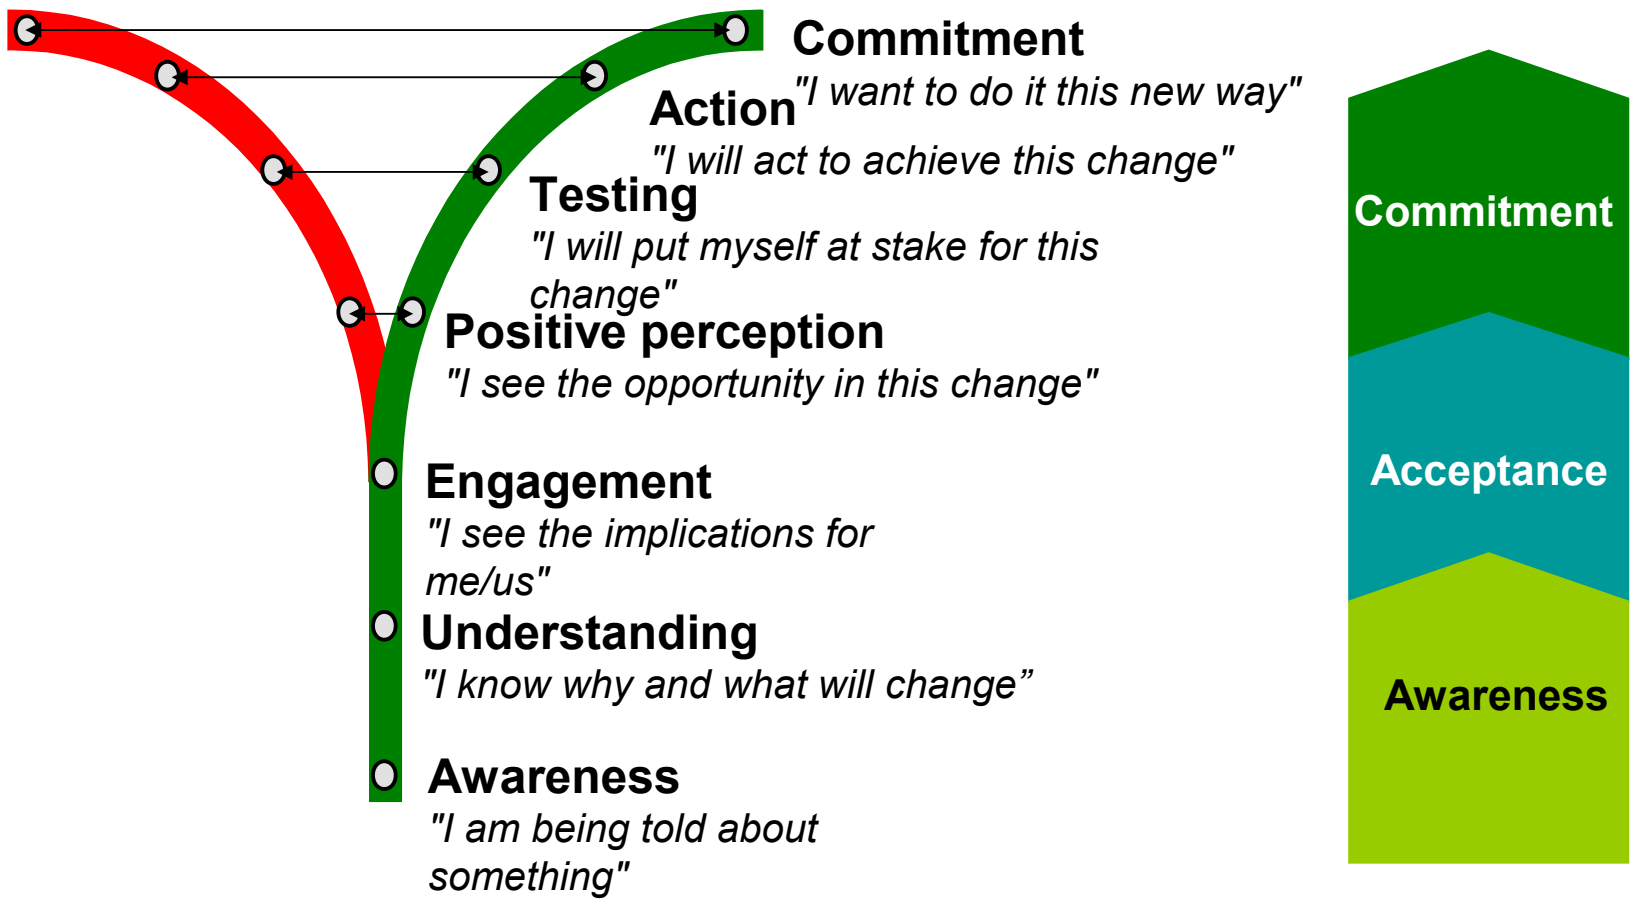 Commitment
"I want to do it this new way"
Action
"I will act to achieve this change"
Testing
"I will put myself at stake for this
change"
Positive perception
"I see the opportunity in this change"
Engagement
"I see the implications for
me/us"
Understanding
"I know why and what will change”
Awareness
"I am being told about
something"
Commitment
Acceptance
Awareness